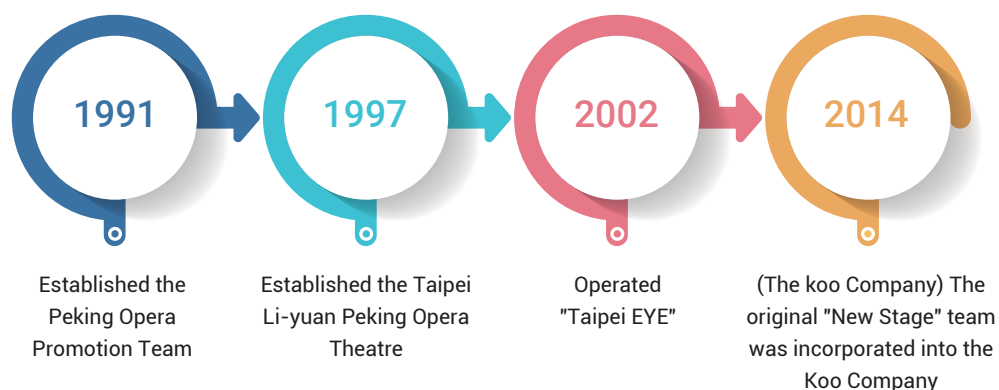 1991
1997
2002
2014
Established the
Peking Opera
Promotion Team
Established the Taipei
Li-yuan Peking Opera
Theatre
Operated
"Taipei EYE"
(The koo Company) The
original "New Stage" team
was incorporated into the
Koo Company